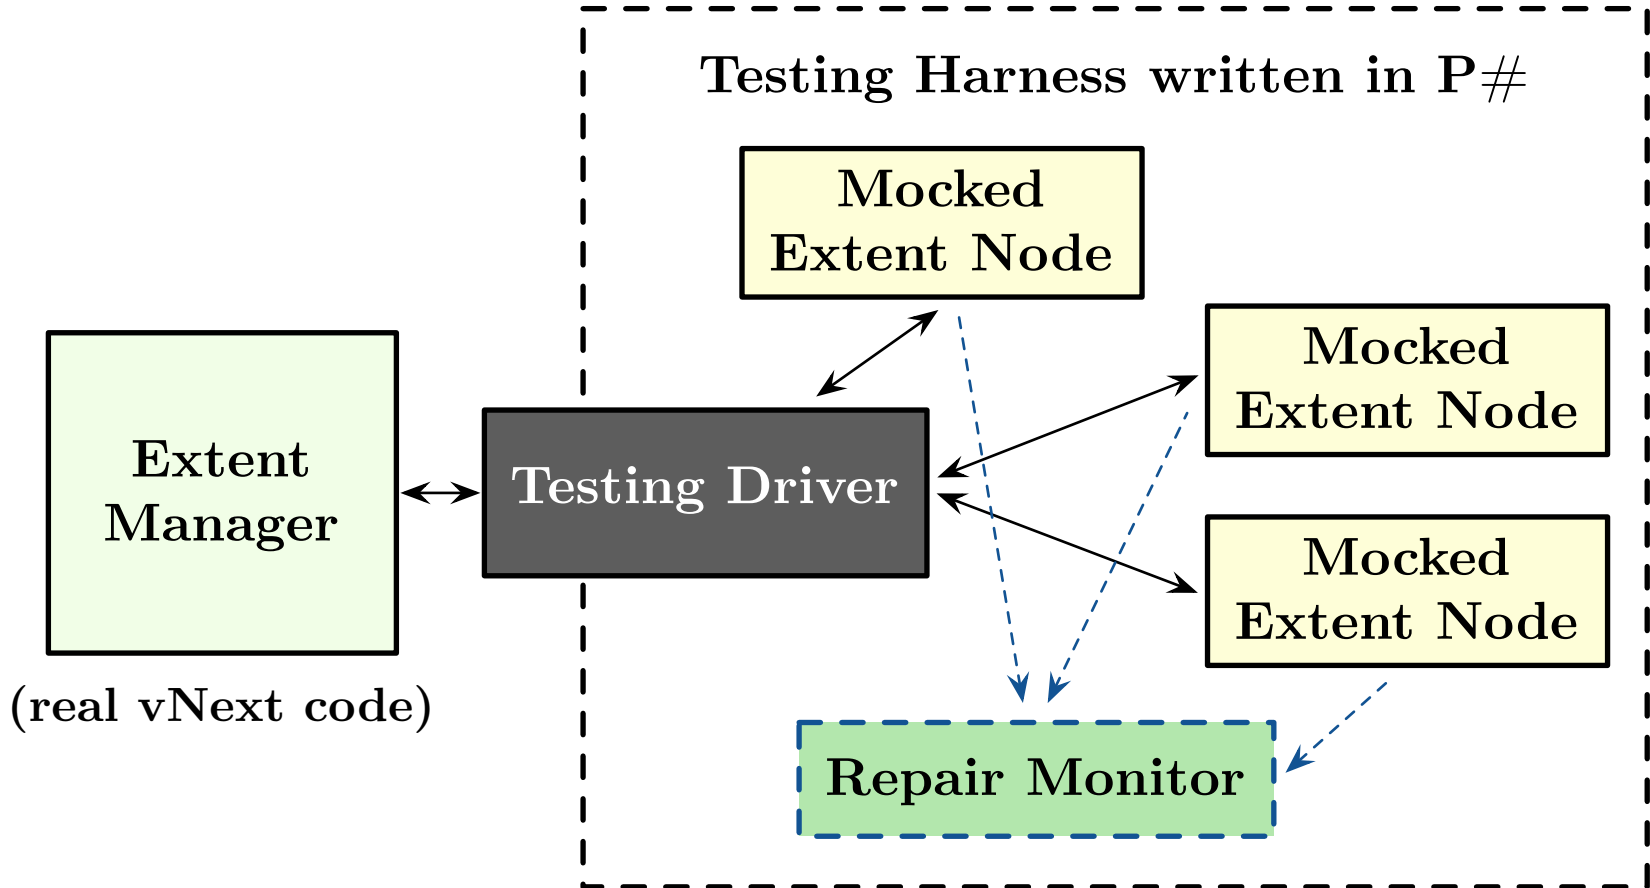 Testing Harness written in P#
Mocked
Extent Node
Mocked
Extent Node
Extent
Manager
Testing Driver
Mocked
Extent Node
(real vNext code)
Repair Monitor